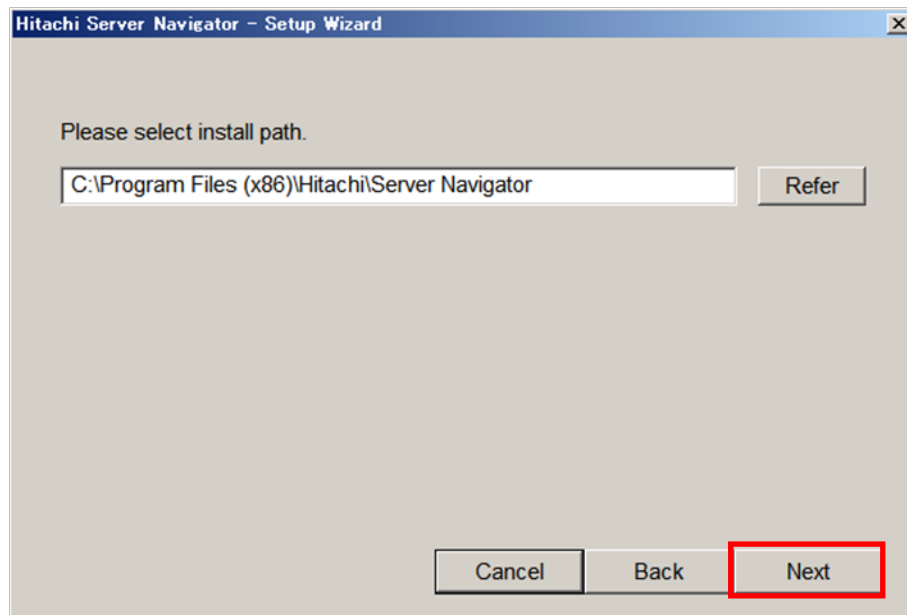 Hitachi Server Navigator - Setup Wizard
Please select install path.
C:\Program Files (x86)\Hitachi\Server Navigator
Refer
Cancel
Back
Next